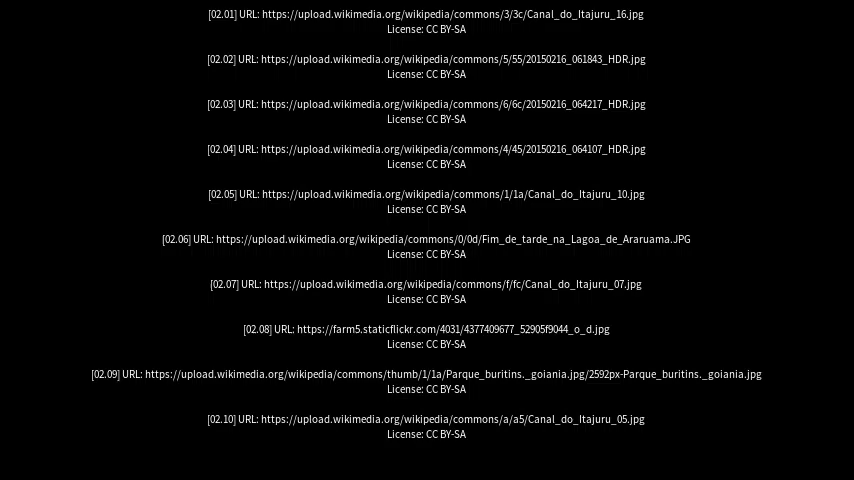 [02.01] URL: https://upload.wikimedia.org/wikipedia/commons/3/3c/Canal_do_Itajuru_16.jpg
License: CC BY-SA
[02.02] URL: https://upload.wikimedia.org/wikipedia/commons/5/55/20150216_061843_HDR.jpg
License: CC BY-SA
[02.03] URL: https://upload.wikimedia.org/wikipedia/commons/6/6c/20150216_064217_HDR.jpg
License: CC BY-SA
[02.04] URL: https://upload.wikimedia.org/wikipedia/commons/4/45/20150216_064107_HDR.jpg
License: CC BY-SA
[02.05] URL: https://upload.wikimedia.org/wikipedia/commons/1/1a/Canal_do_Itajuru_10.jpg
License: CC BY-SA
[02.06] URL: https://upload.wikimedia.org/wikipedia/commons/0/0d/Fim_de_tarde_na_Lagoa_de_Araruama.JPG
License: CC BY-SA
[02.07] URL: https://upload.wikimedia.org/wikipedia/commons/f/fc/Canal_do_Itajuru_07.jpg
License: CC BY-SA
[02.08] URL: https://farm5.staticflickr.com/4031/4377409677_52905f9044_o_d.jpg
License: CC BY-SA
[02.09] URL: https://upload.wikimedia.org/wikipedia/commons/thumb/1/1a/Parque_buritins._goiania.jpg/2592px-Parque_buritins._goiania.jpg
License: CC BY-SA
[02.10] URL: https://upload.wikimedia.org/wikipedia/commons/a/a5/Canal_do_Itajuru_05.jpg
License: CC BY-SA